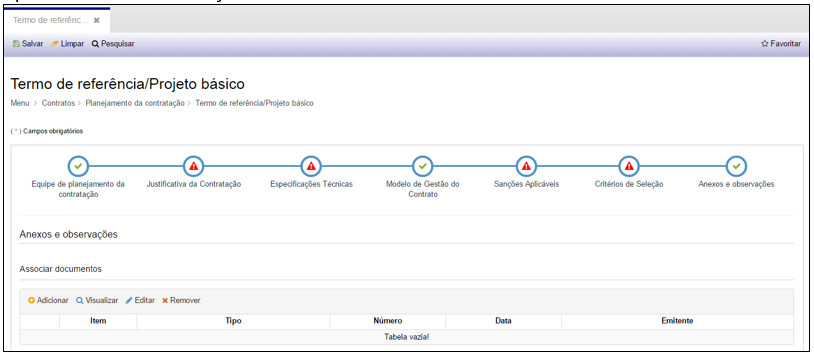 Termo de referênc... ✖
Salvar Limpar Pesquisar Favoritar
Termo de referência/Projeto básico
Menu > Contratos > Planejamento da contratação > Termo de referência/Projeto básico
( * ) Campos obrigatórios
Equipe de planejamento da contratação
Justificativa da Contratação
Especificações Técnicas
Modelo de Gestão do Contrato
Sanções Aplicáveis
Critérios de Seleção
Anexos e observações
Anexos e observações
Associar documentos
Adicionar Visualizar Editar Remover
Item Tipo Número Data Emitente
Tabela vazia!